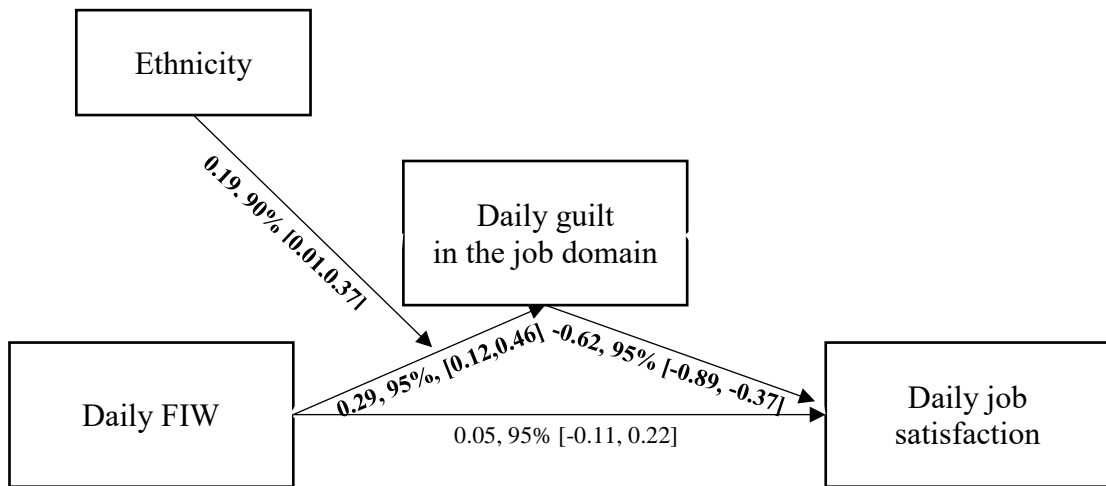 Ethnicity
0.19. 90% [0.01.0.37]
Daily guilt
in the job domain
0.29, 95%, [0.12,0.46]
-0.62, 95% [-0.89, -0.37]
Daily FIW
0.05, 95% [-0.11, 0.22]
Daily job
satisfaction